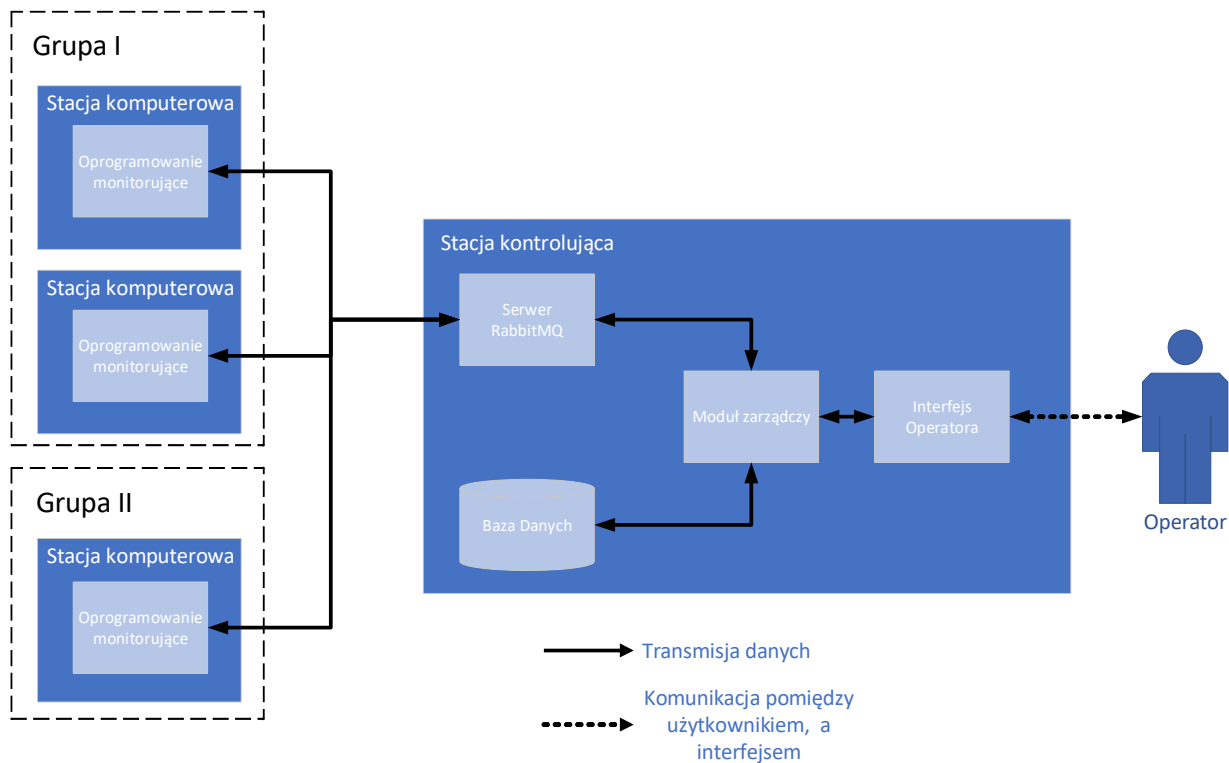 Grupa I
Stacja komputerowa
Oprogramowanie
monitorujące
Stacja komputerowa
Oprogramowanie
monitorujące
Grupa II
Stacja komputerowa
Oprogramowanie
monitorujące
Stacja kontrolująca
Serwer
RabbitMQ
Moduł zarządczy
Interfejs
Operatora
Baza Danych
Operator
Transmisja danych
Komunikacja pomiędzy
użytkownikiem, a
interfejsem